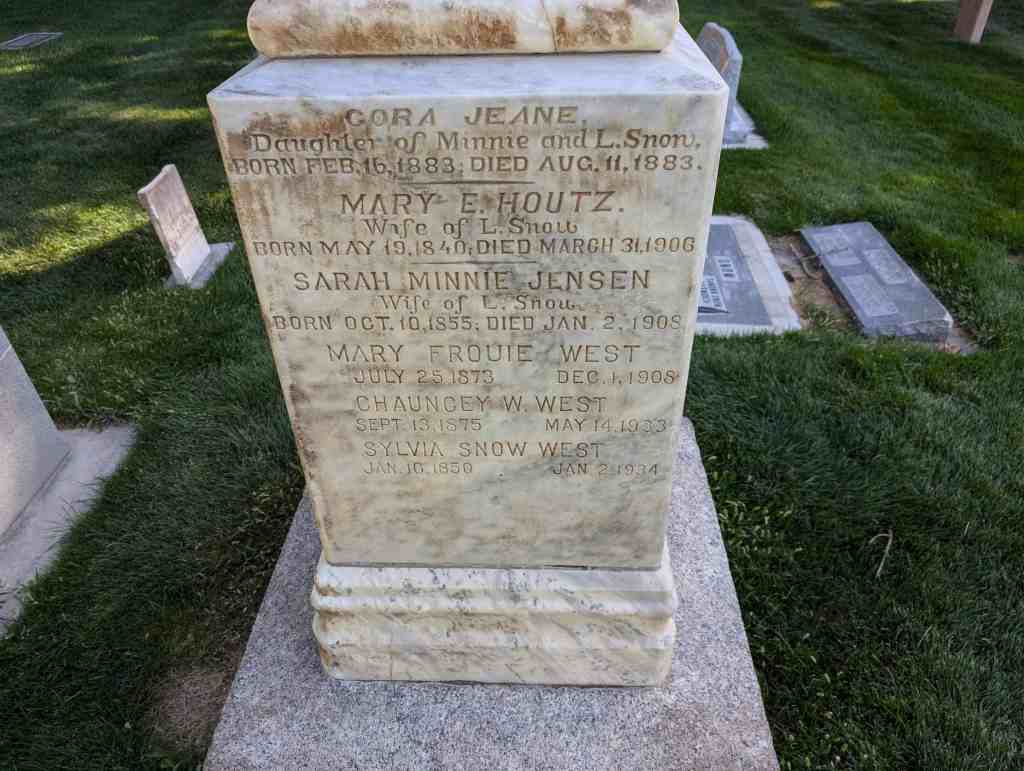 CORA JEANE,
Daughter of Minnie and L. Snow,
BORN FEB. 16, 1883; DIED AUG. 11, 1883.
MARY E. HOUTZ.
Wife of L. Snow
BORN MAY 19, 1840, DIED MARCH 31, 1906
SARAH MINNIE JENSEN
Wife of L. Snow
BORN OCT. 10, 1855; DIED JAN. 2, 1908
MARY FROUIE WEST
JULY 25, 1873 DEC. 1, 1908
CHAUNCEY W. WEST
SEPT. 13, 1875 MAY 14, 1933
SYLVIA SNOW WEST
JAN. 16, 1850 JAN 2 1934